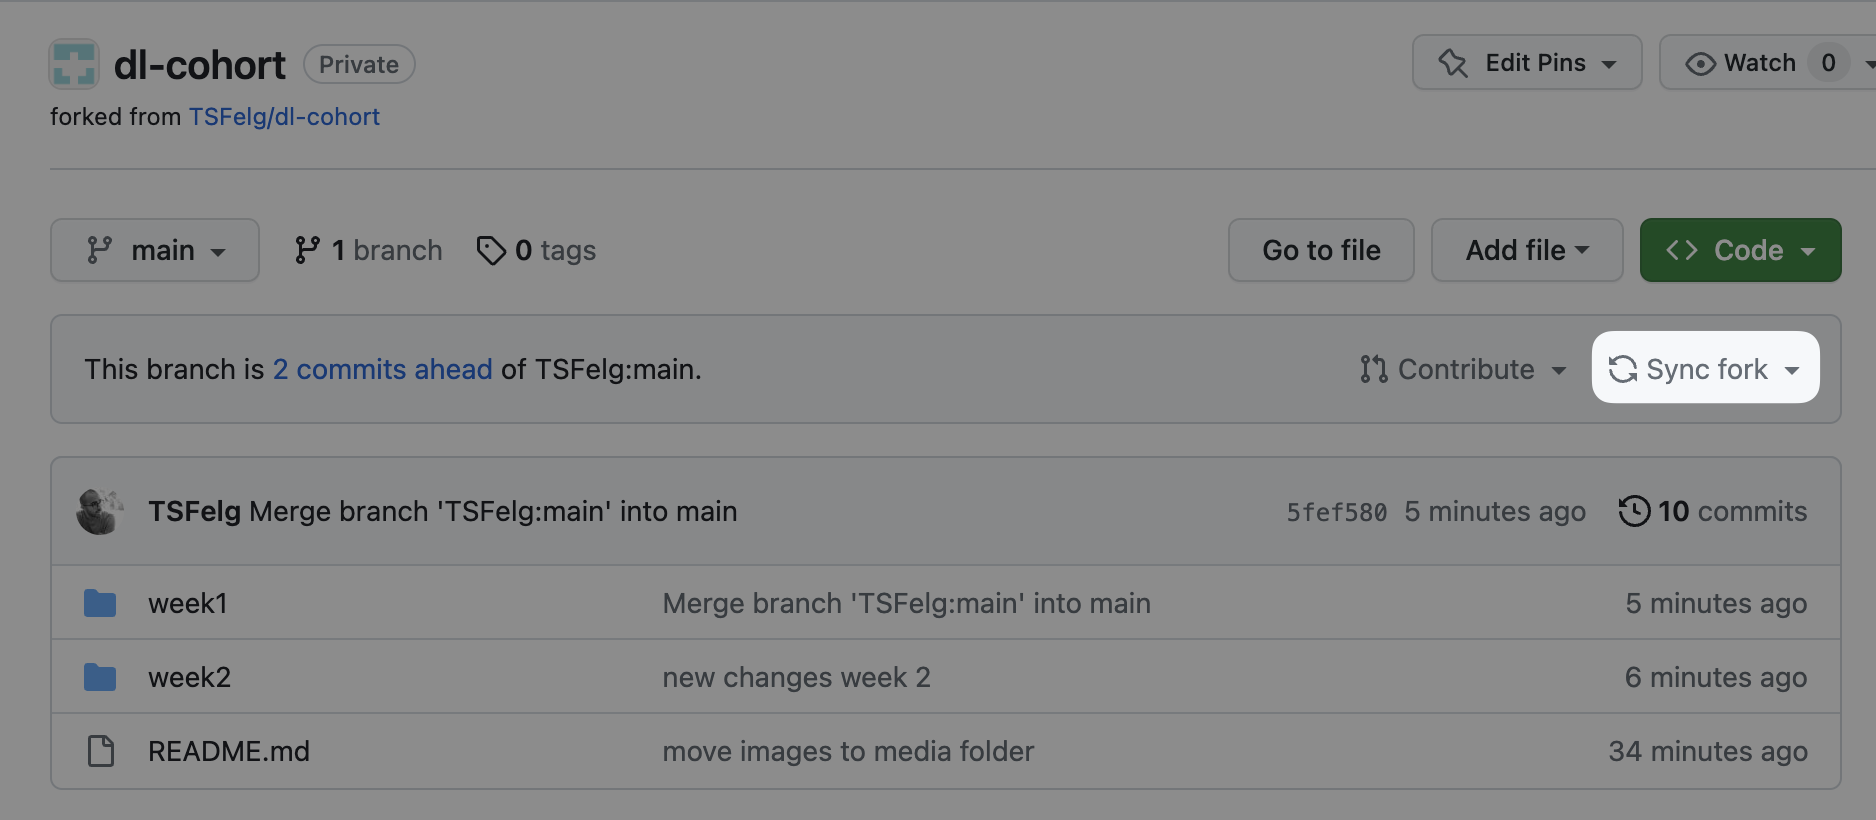 dl-cohort Private Edit Pins Watch 0
forked from TSFelg/dl-cohort
main 1 branch 0 tags Go to file Add file <> Code
This branch is 2 commits ahead of TSFelg:main. Contribute Sync fork
TSFelg Merge branch 'TSFelg:main' into main 5fef580 5 minutes ago 10 commits
week1 Merge branch 'TSFelg:main' into main 5 minutes ago
week2 new changes week 2 6 minutes ago
README.md move images to media folder 34 minutes ago